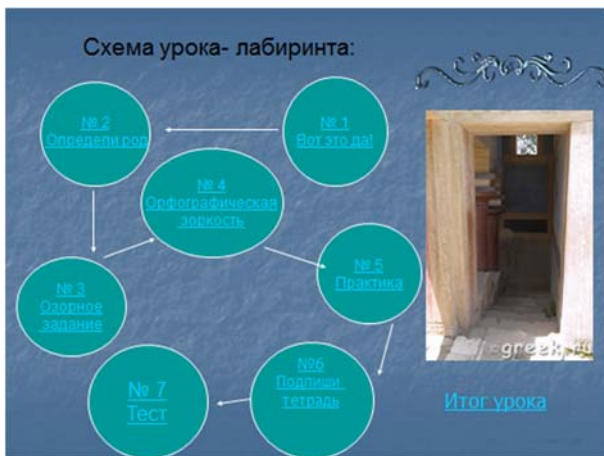 Схема урока- лабиринта:
№ 1
Вот это да!
№ 2
Определи род
№ 3
Озорное
задание
№ 4
Орфографическая
зоркость
№ 5
Практика
№6
Подпиши
тетрадь
№ 7
Тест
Итог урока
greek.ru